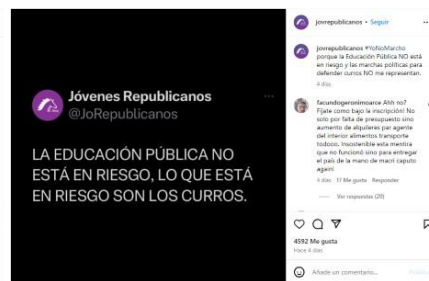 Jóvenes Republicanos
@JoRepublicanos
LA EDUCACIÓN PÚBLICA NO
ESTÁ EN RIESGO, LO QUE ESTÁ
EN RIESGO SON LOS CURROS.
jovrepublicanos • Seguir
jovrepublicanos #YoNoMarcho
porque la Educación Pública NO está
en riesgo y las marchas políticas para
defender curros NO me representan.
4 días
facundogeronimoarce Ahh no?
Fíjate como bajo la inscripción! No
solo por falta de presupuesto sino
aumento de alquileres par agente
del interior alimentos transporte
todooo. Insostenible esta mentira
que no funcionó sino para entregar
el país de la mano de macri caputo
again!
4 días 17 Me gusta Responder
Ver respuestas (20)
4592 Me gusta
Hace 4 días
Añade un comentario...